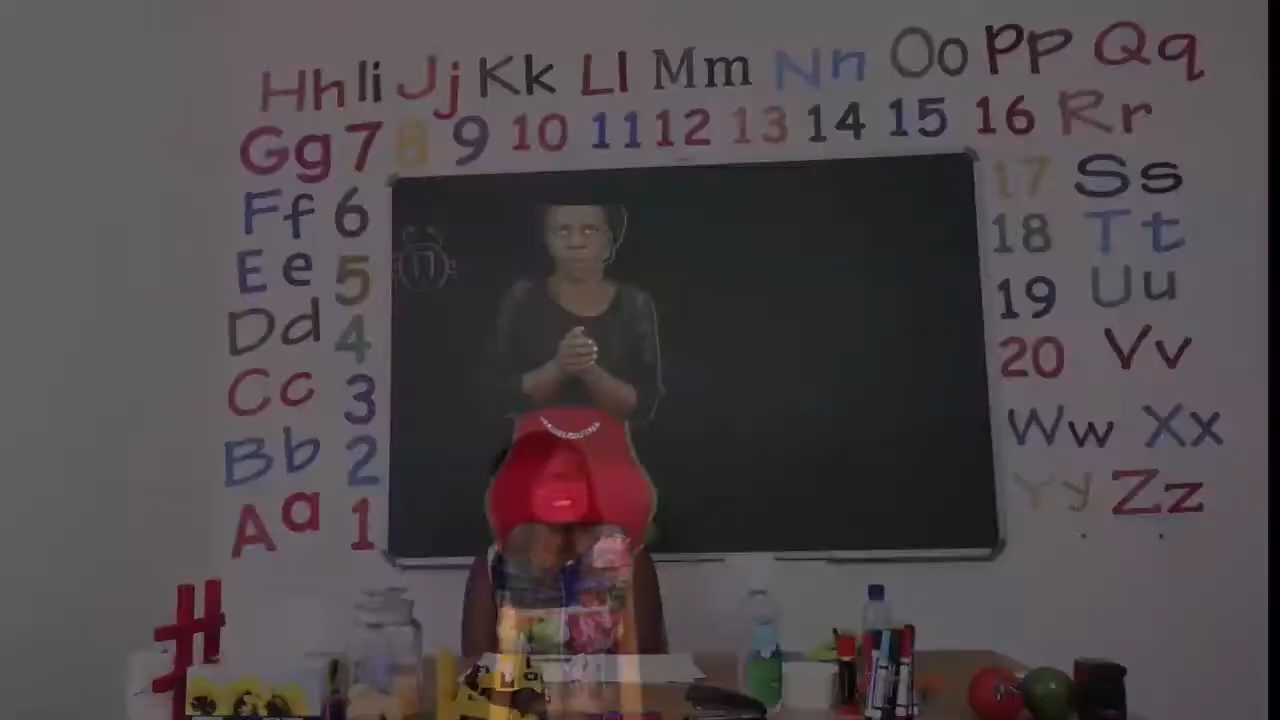 Hh Ii Jj Kk Ll Mm Nn Oo Pp Qq
Gg 7 8 9 10 11 12 13 14 15 16 Rr
Ff 6 17 Ss
Ee 5 18 Tt
Dd 4 19 Uu
Cc 3 20 Vv
Bb 2 Ww Xx
Aa 1 Yy Zz
#